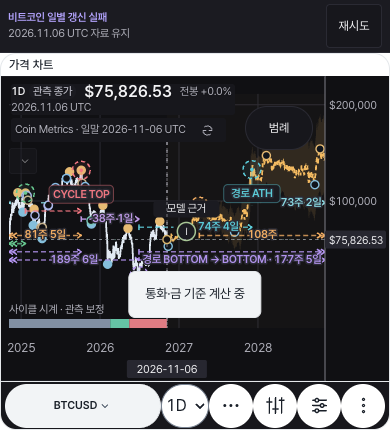 비트코인 일별 갱신 실패
2026.11.06 UTC 자료 유지
재시도
가격 차트
1D 관측 종가 $75,826.53 전봉 +0.0%
2026.11.06 UTC
Coin Metrics · 일말 2026-11-06 UTC
범례
$200,000
CYCLE TOP
경로 ATH
73주 2일
$100,000
38주 1일
모델 근거
74주 4일
81주 5일
108주
$75,826.53
189주 6일
경로 BOTTOM → BOTTOM · 177주 5일
통화·금 기준 계산 중
사이클 시계 · 관측 보정
2025
2026
2027
2028
2026-11-06
BTCUSD
1D